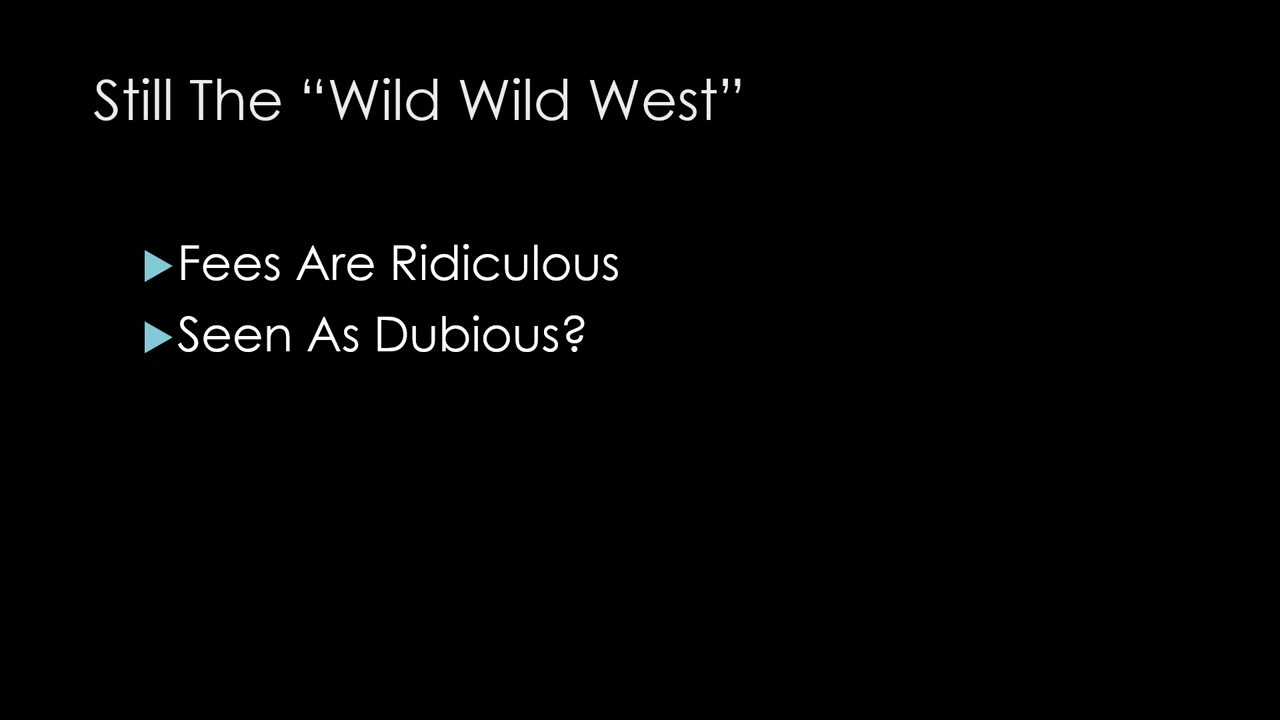 Still The “Wild Wild West”
Fees Are Ridiculous
Seen As Dubious?